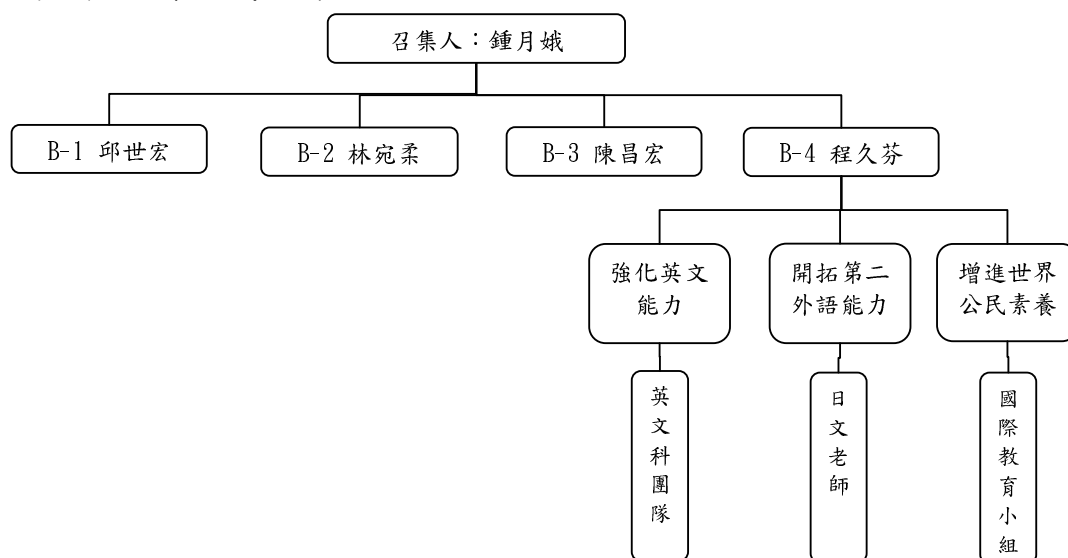 召集人：鍾月娥
B-1 邱世宏
B-2 林宛柔
B-3 陳昌宏
B-4 程久芬
強化英文
能力
開拓第二
外語能力
增進世界
公民素養
英文科團隊
日文老師
國際教育小組